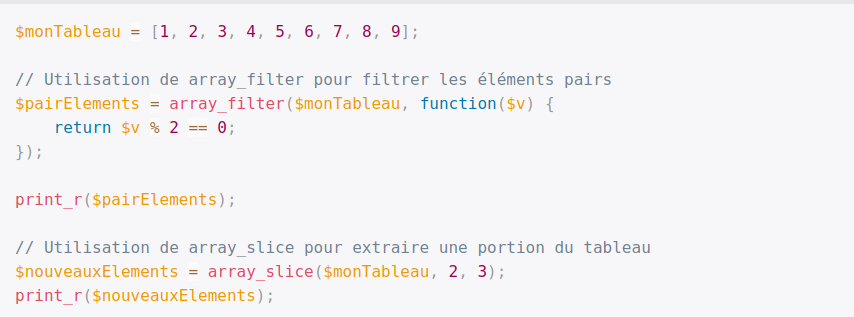 $monTableau = [1, 2, 3, 4, 5, 6, 7, 8, 9];
// Utilisation de array_filter pour filtrer les éléments pairs
$pairElements = array_filter($monTableau, function($v) {
    return $v % 2 == 0;
});
print_r($pairElements);
// Utilisation de array_slice pour extraire une portion du tableau
$nouveauxElements = array_slice($monTableau, 2, 3);
print_r($nouveauxElements);